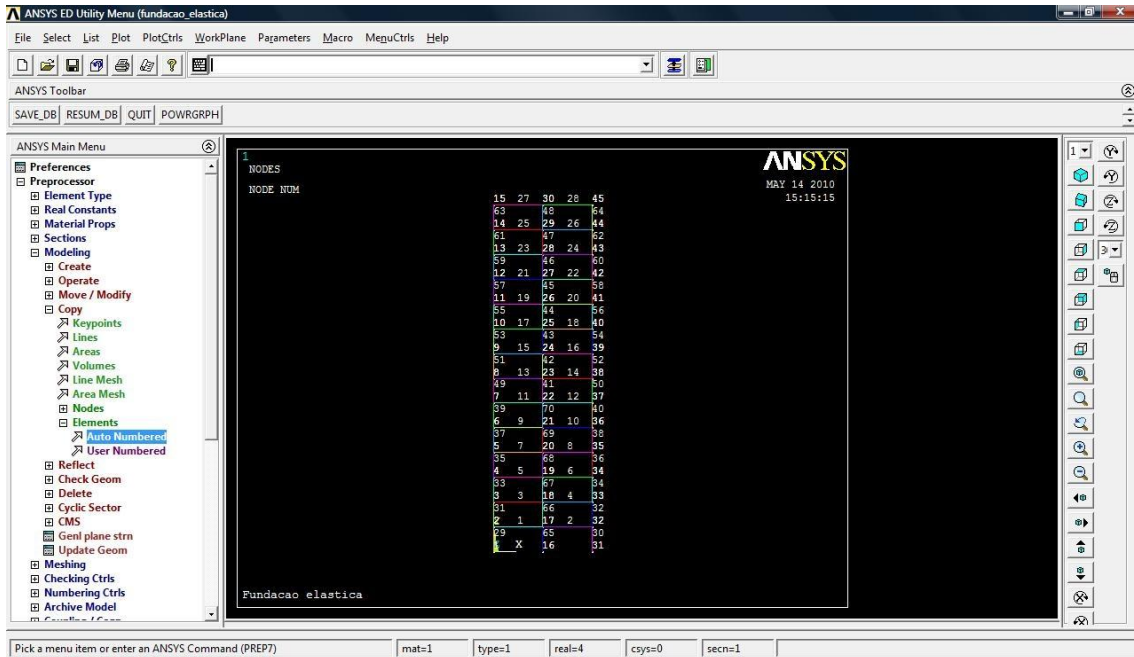 ANSYS ED Utility Menu (fundacao_elastica)
File Select List Plot PlotCtrls WorkPlane Parameters Macro MenuCtrls Help
ANSYS Toolbar
SAVE_DB RESUM_DB QUIT POWRGRPH
ANSYS Main Menu
Preferences
Preprocessor
Element Type
Real Constants
Material Props
Sections
Modeling
Create
Operate
Move / Modify
Copy
Keypoints
Lines
Areas
Volumes
Line Mesh
Area Mesh
Nodes
Elements
Auto Numbered
User Numbered
Reflect
Check Geom
Delete
Cyclic Sector
CMS
Genl plane strn
Update Geom
Meshing
Checking Ctrls
Numbering Ctrls
Archive Model
1
NODES
NODE NUM
ANSYS
MAY 14 2010
15:15:15
15 27 30 28 45
63 48 64
14 25 29 26 44
61 47 62
13 23 28 24 43
59 46 60
12 21 27 22 42
57 45 58
11 19 26 20 41
55 44 56
10 17 25 18 40
53 43 54
9 15 24 16 39
51 42 52
8 13 23 14 38
49 41 50
7 11 22 12 37
39 70 40
6 9 21 10 36
37 69 38
5 7 20 8 35
35 68 36
4 5 19 6 34
33 67 34
3 3 18 4 33
31 66 32
2 1 17 2 32
29 65 30
X 16 31
Fundacao elastica
1
Pick a menu item or enter an ANSYS Command (PREP7) mat=1 type=1 real=4 csys=0 secn=1